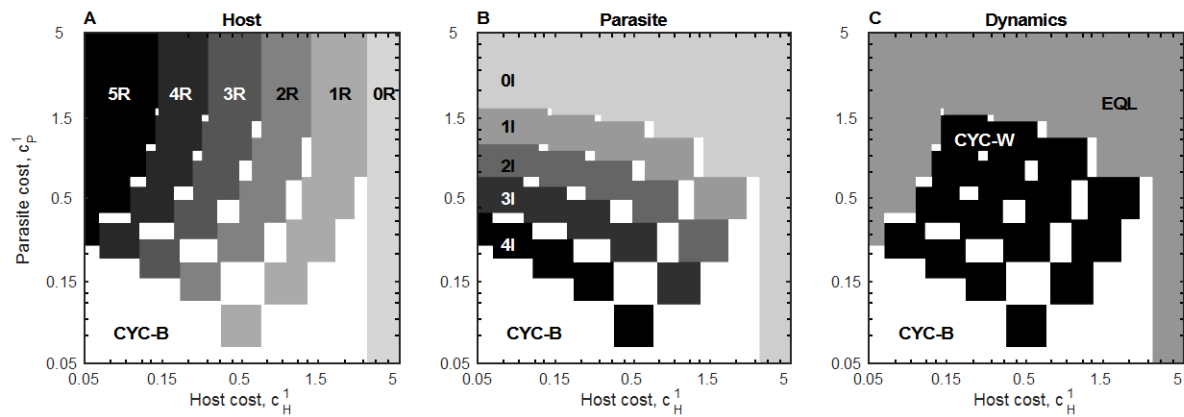 A
Host
5
1.5
0.5
0.15
0.05
Parasite cost, c_P^1
5R
4R
3R
2R
1R
0R
CYC-B
0.05
0.15
0.5
1.5
5
Host cost, c_H^1
B
Parasite
5
1.5
0.5
0.15
0.05
0I
1I
2I
3I
4I
CYC-B
0.05
0.15
0.5
1.5
5
Host cost, c_H^1
C
Dynamics
5
1.5
0.5
0.15
0.05
EQL
CYC-W
CYC-B
0.05
0.15
0.5
1.5
5
Host cost, c_H^1